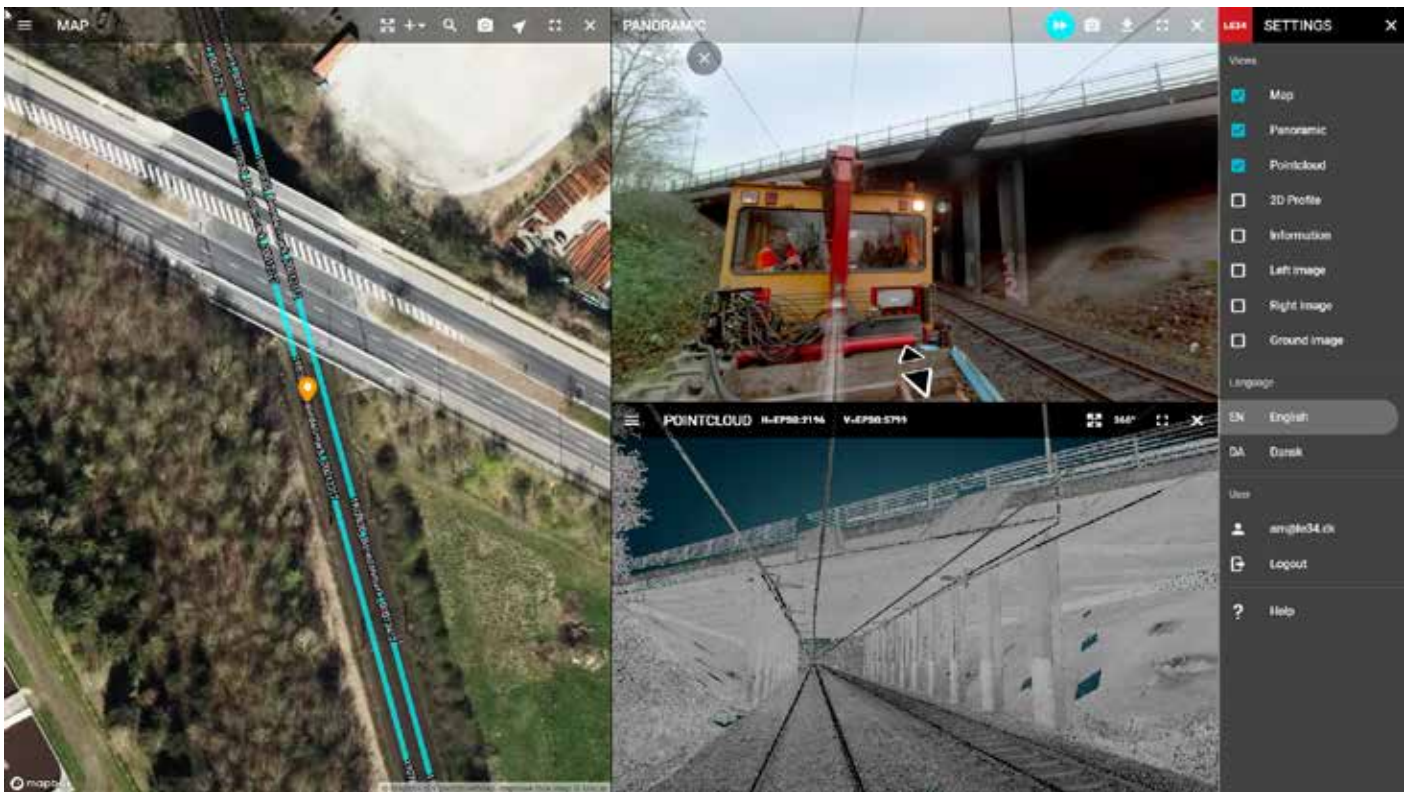 MAP
PANORAMIC
LE34
SETTINGS
Views
Map
Panoramic
Pointcloud
2D Profile
Information
Left image
Right image
Ground image
Language
EN English
DA Dansk
User
Logout
Help
POINTCLOUD
360°